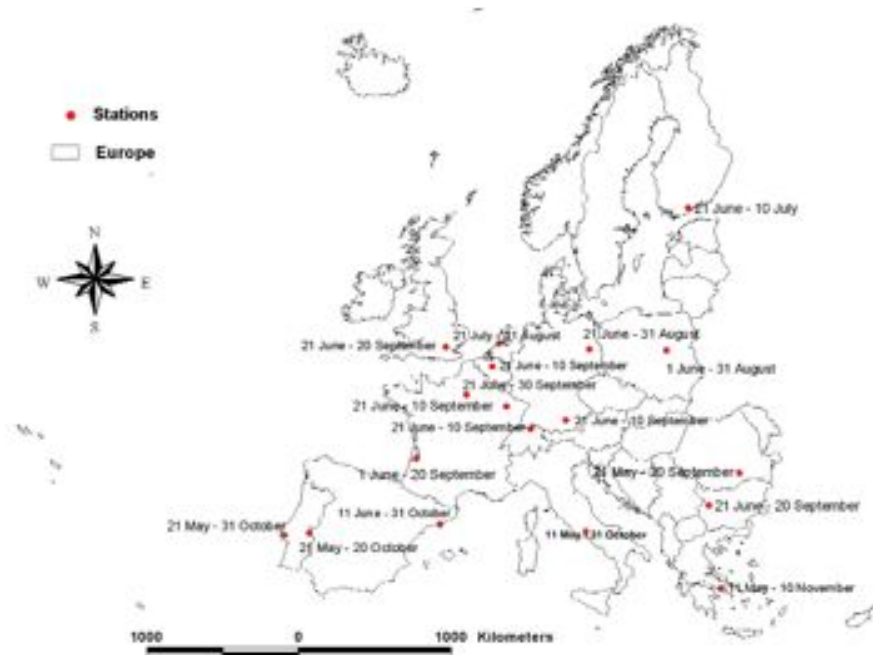 Stations
Europe
N
W E
S
21 June - 10 July
21 July - 31 August
21 June - 31 August
21 June - 20 September
21 June - 10 September
1 June - 31 August
21 June - 30 September
21 June - 10 September
21 June - 10 September
21 June - 10 September
1 June - 20 September
21 May - 30 September
11 June - 31 October
21 June - 20 September
21 May - 31 October
11 May - 31 October
21 May - 20 October
May - 10 November
1000 0 1000 Kilometers